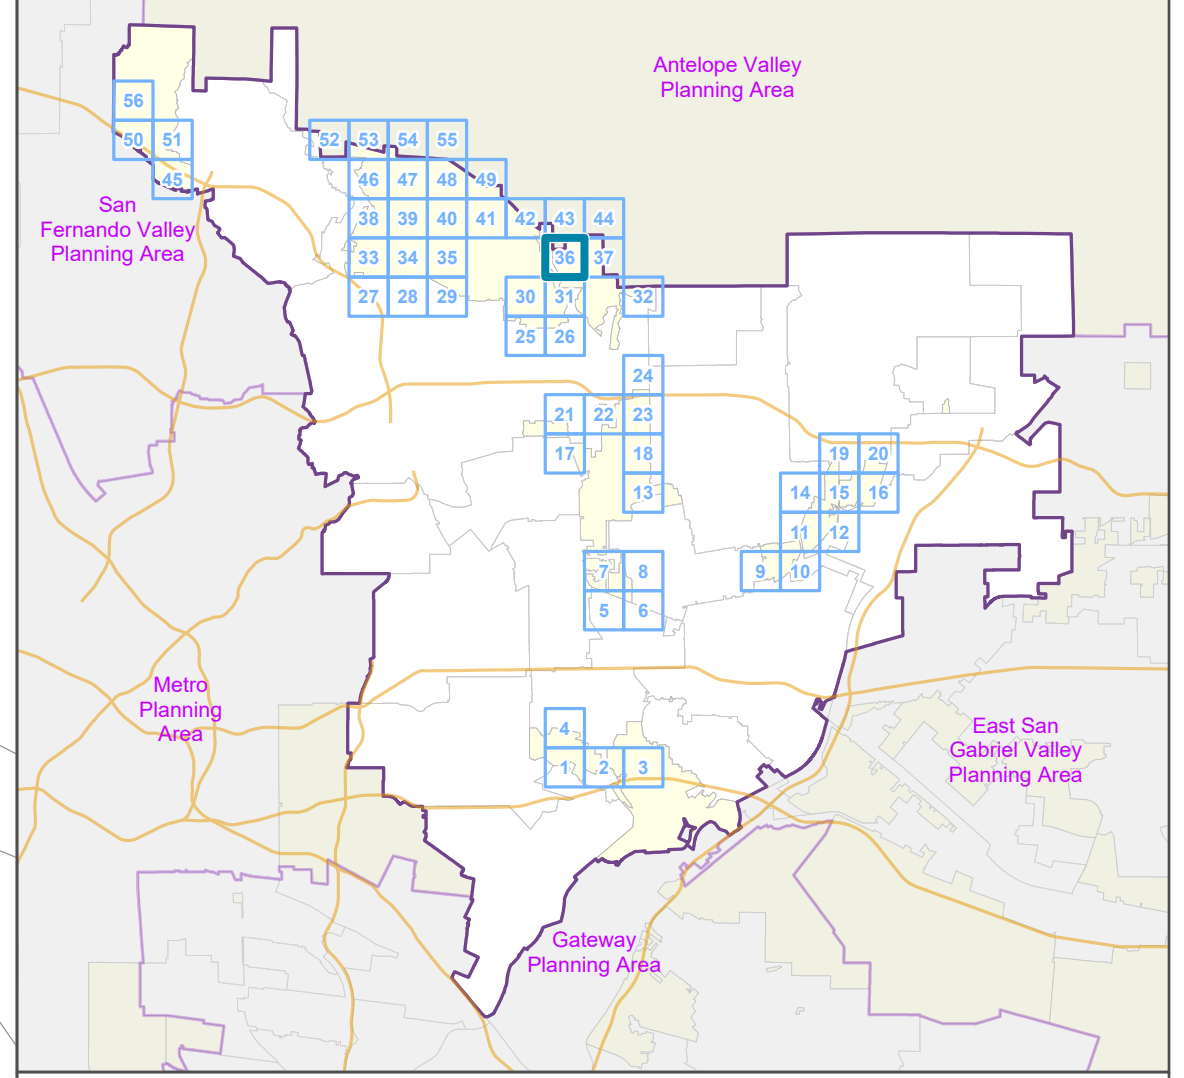 Antelope Valley
Planning Area
56
50 51
52 53 54 55
45
46 47 48 49
San
Fernando Valley
Planning Area
38 39 40 41 42 43 44
33 34 35 36 37
27 28 29 30 31 32
25 26
24
21 22 23
17 18
19 20
13
14 15 16
11 12
7 8
9 10
5 6
Metro
Planning
Area
4
East San
Gabriel Valley
Planning Area
1 2 3
Gateway
Planning Area